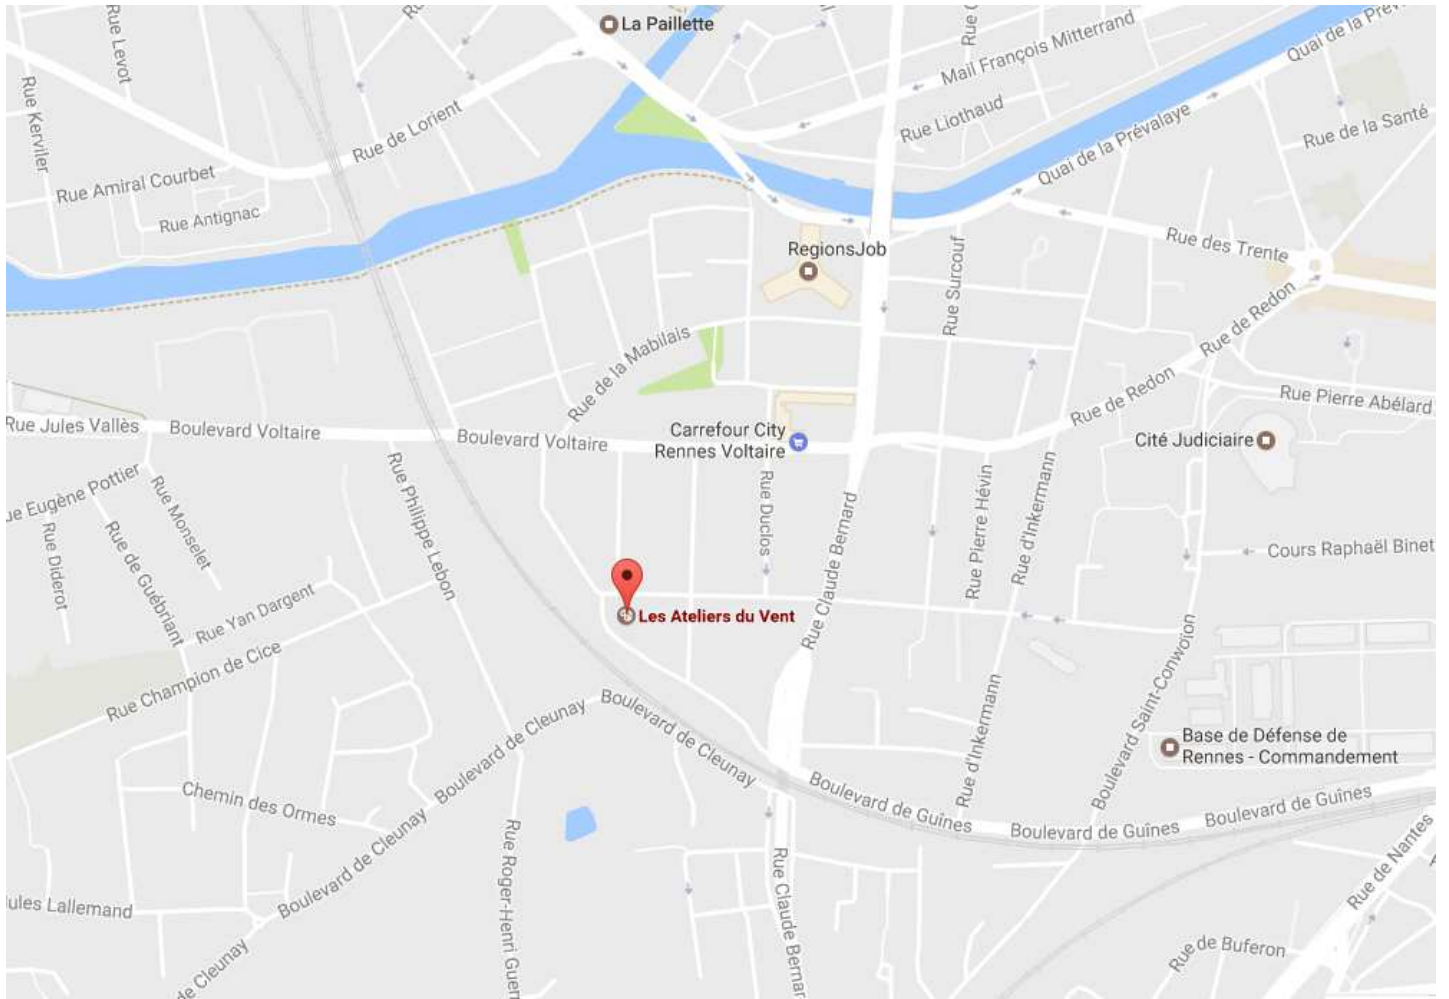 La Paillette
Rue Levot
Rue Kerviler
Rue de Lorient
Mail François Mitterrand
Rue Liothaud
Quai de la Prévalaye
Quai de la
Rue de la Santé
Rue Amiral Courbet
Rue Antignac
RegionsJob
Rue Surcouf
Rue des Trente
Rue de Redon
Rue de la Mabilais
Rue de Redon
Rue Pierre Abélard
Rue Jules Vallès
Boulevard Voltaire
Boulevard Voltaire
Carrefour City
Rennes Voltaire
Cité Judiciaire
ue Eugène Pottier
Rue Monselet
Rue Philippe Lebon
Rue Duclos
Rue Claude Bernard
Rue Pierre Hévin
Rue d'Inkermann
Cours Raphaël Binet
Rue Diderot
Rue de Guébriant
Rue Yan Dargent
Les Ateliers du Vent
Rue Champion de Cice
Boulevard de Cleunay
Boulevard de Cleunay
Rue d'Inkermann
Boulevard Saint-Conwoïon
Base de Défense de
Rennes - Commandement
Chemin des Ormes
Boulevard de Cleunay
Boulevard de Guînes
Boulevard de Guînes
Boulevard de Guînes
Rue de Nantes
Rue Roger-Henri Guer
Rue Claude Bernar
ules Lallemand
de Cleunay
Rue de Buferon